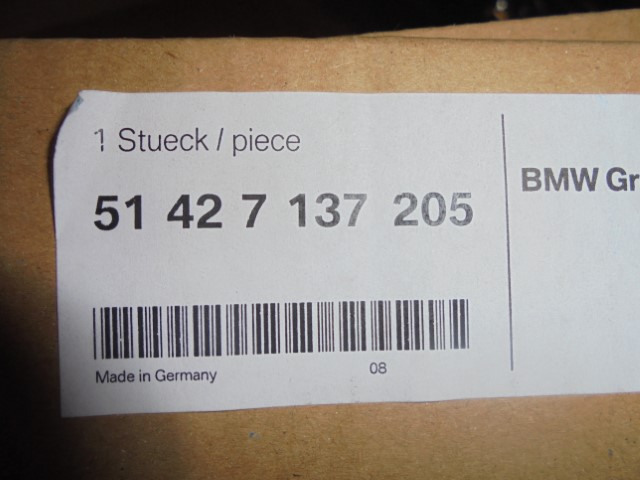 1 Stueck / piece
51 42 7 137 205
BMW Gr
Made in Germany
08